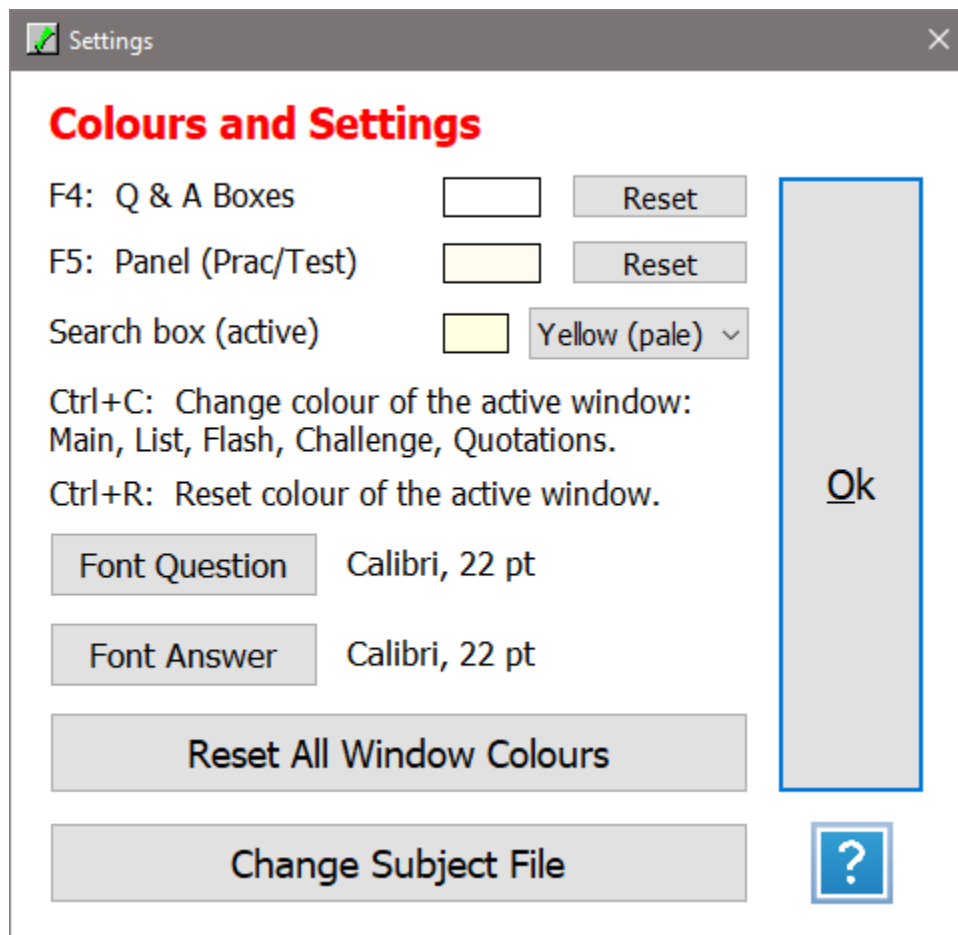 Settings
Colours and Settings
F4: Q & A Boxes
Reset
F5: Panel (Prac/Test)
Reset
Search box (active)
Yellow (pale)
Ctrl+C: Change colour of the active window:
Main, List, Flash, Challenge, Quotations.
Ctrl+R: Reset colour of the active window.
Ok
Font Question
Calibri, 22 pt
Font Answer
Calibri, 22 pt
Reset All Window Colours
Change Subject File
?